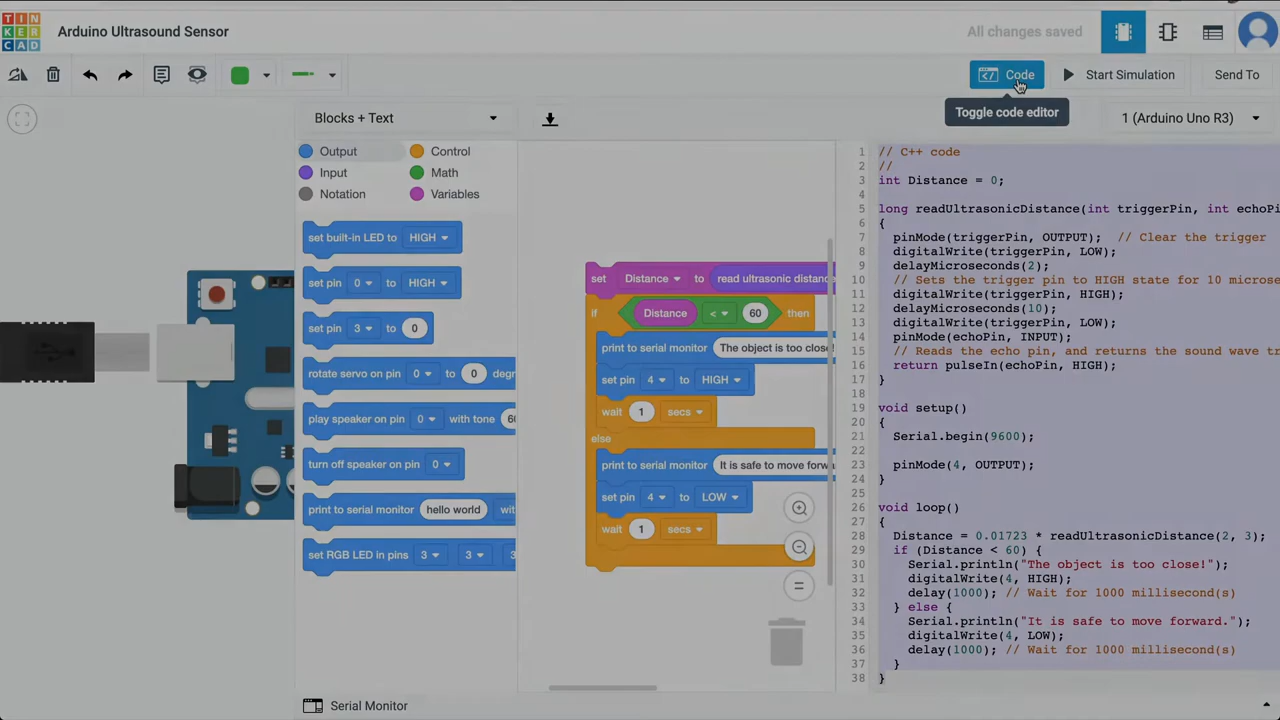 TIN
KER
CAD
Arduino Ultrasound Sensor
All changes saved
Code
Start Simulation
Send To
Toggle code editor
Blocks + Text
1 (Arduino Uno R3)
Output
Control
Input
Math
Notation
Variables
set built-in LED to HIGH
set pin 0 to HIGH
set pin 3 to 0
rotate servo on pin 0 to 0 degr
play speaker on pin 0 with tone 60
turn off speaker on pin 0
print to serial monitor hello world wit
set RGB LED in pins 3 3 3
set Distance to read ultrasonic distanc
if Distance < 60 then
print to serial monitor The object is too close!
set pin 4 to HIGH
wait 1 secs
else
print to serial monitor It is safe to move forw
set pin 4 to LOW
wait 1 secs
1 // C++ code
2 //
3 int Distance = 0;
4
5 long readUltrasonicDistance(int triggerPin, int echoPi
6 {
7 pinMode(triggerPin, OUTPUT); // Clear the trigger
8 digitalWrite(triggerPin, LOW);
9 delayMicroseconds(2);
10 // Sets the trigger pin to HIGH state for 10 microse
11 digitalWrite(triggerPin, HIGH);
12 delayMicroseconds(10);
13 digitalWrite(triggerPin, LOW);
14 pinMode(echoPin, INPUT);
15 // Reads the echo pin, and returns the sound wave tr
16 return pulseIn(echoPin, HIGH);
17 }
18
19 void setup()
20 {
21 Serial.begin(9600);
22
23 pinMode(4, OUTPUT);
24 }
25
26 void loop()
27 {
28 Distance = 0.01723 * readUltrasonicDistance(2, 3);
29 if (Distance < 60) {
30 Serial.println("The object is too close!");
31 digitalWrite(4, HIGH);
32 delay(1000); // Wait for 1000 millisecond(s)
33 } else {
34 Serial.println("It is safe to move forward.");
35 digitalWrite(4, LOW);
36 delay(1000); // Wait for 1000 millisecond(s)
37 }
38 }
Serial Monitor